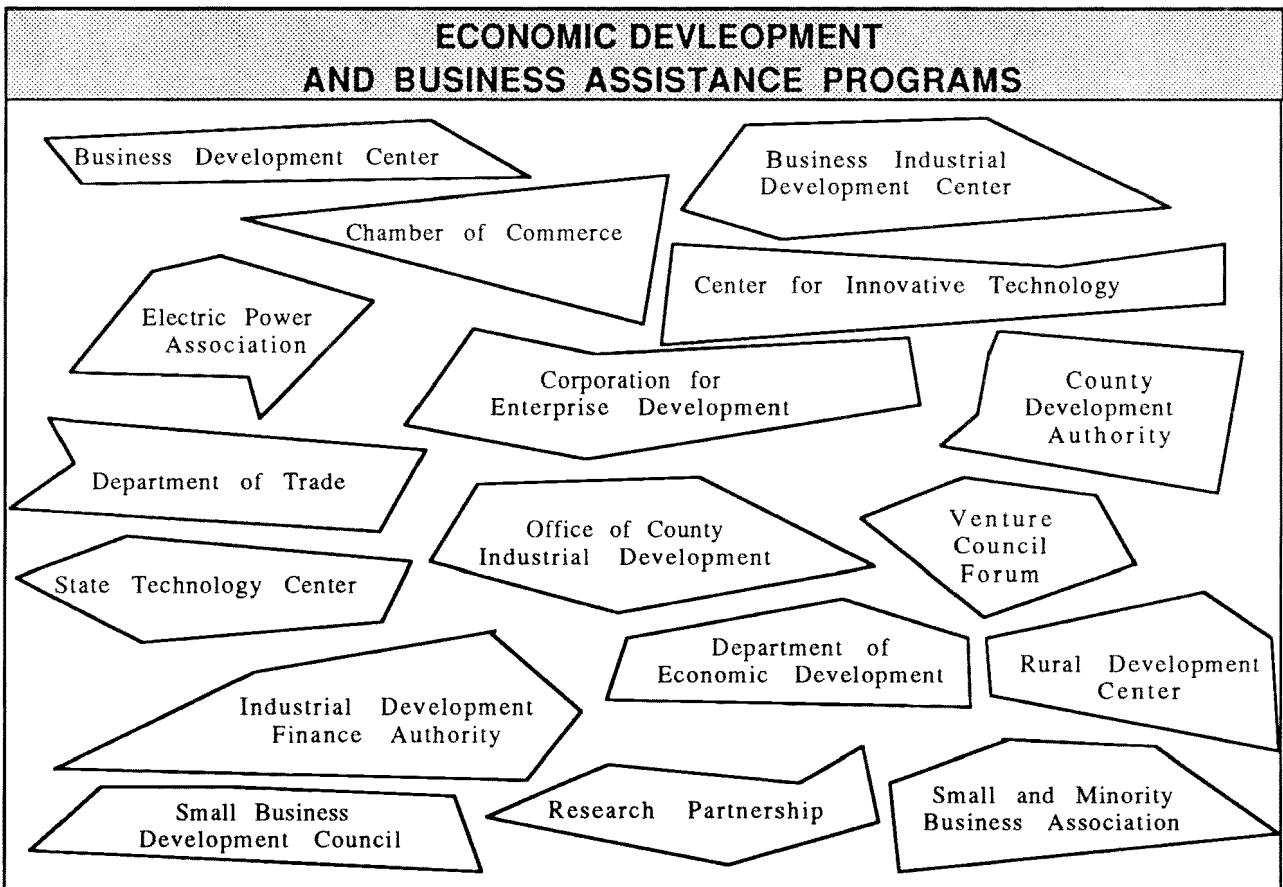 ECONOMIC DEVLEOPMENT
AND BUSINESS ASSISTANCE PROGRAMS
Business Development Center
Business Industrial
Development Center
Chamber of Commerce
Center for Innovative Technology
Electric Power
Association
Corporation for
Enterprise Development
County
Development
Authority
Department of Trade
Office of County
Industrial Development
Venture
Council
Forum
State Technology Center
Department of
Economic Development
Rural Development
Center
Industrial Development
Finance Authority
Small Business
Development Council
Research Partnership
Small and Minority
Business Association